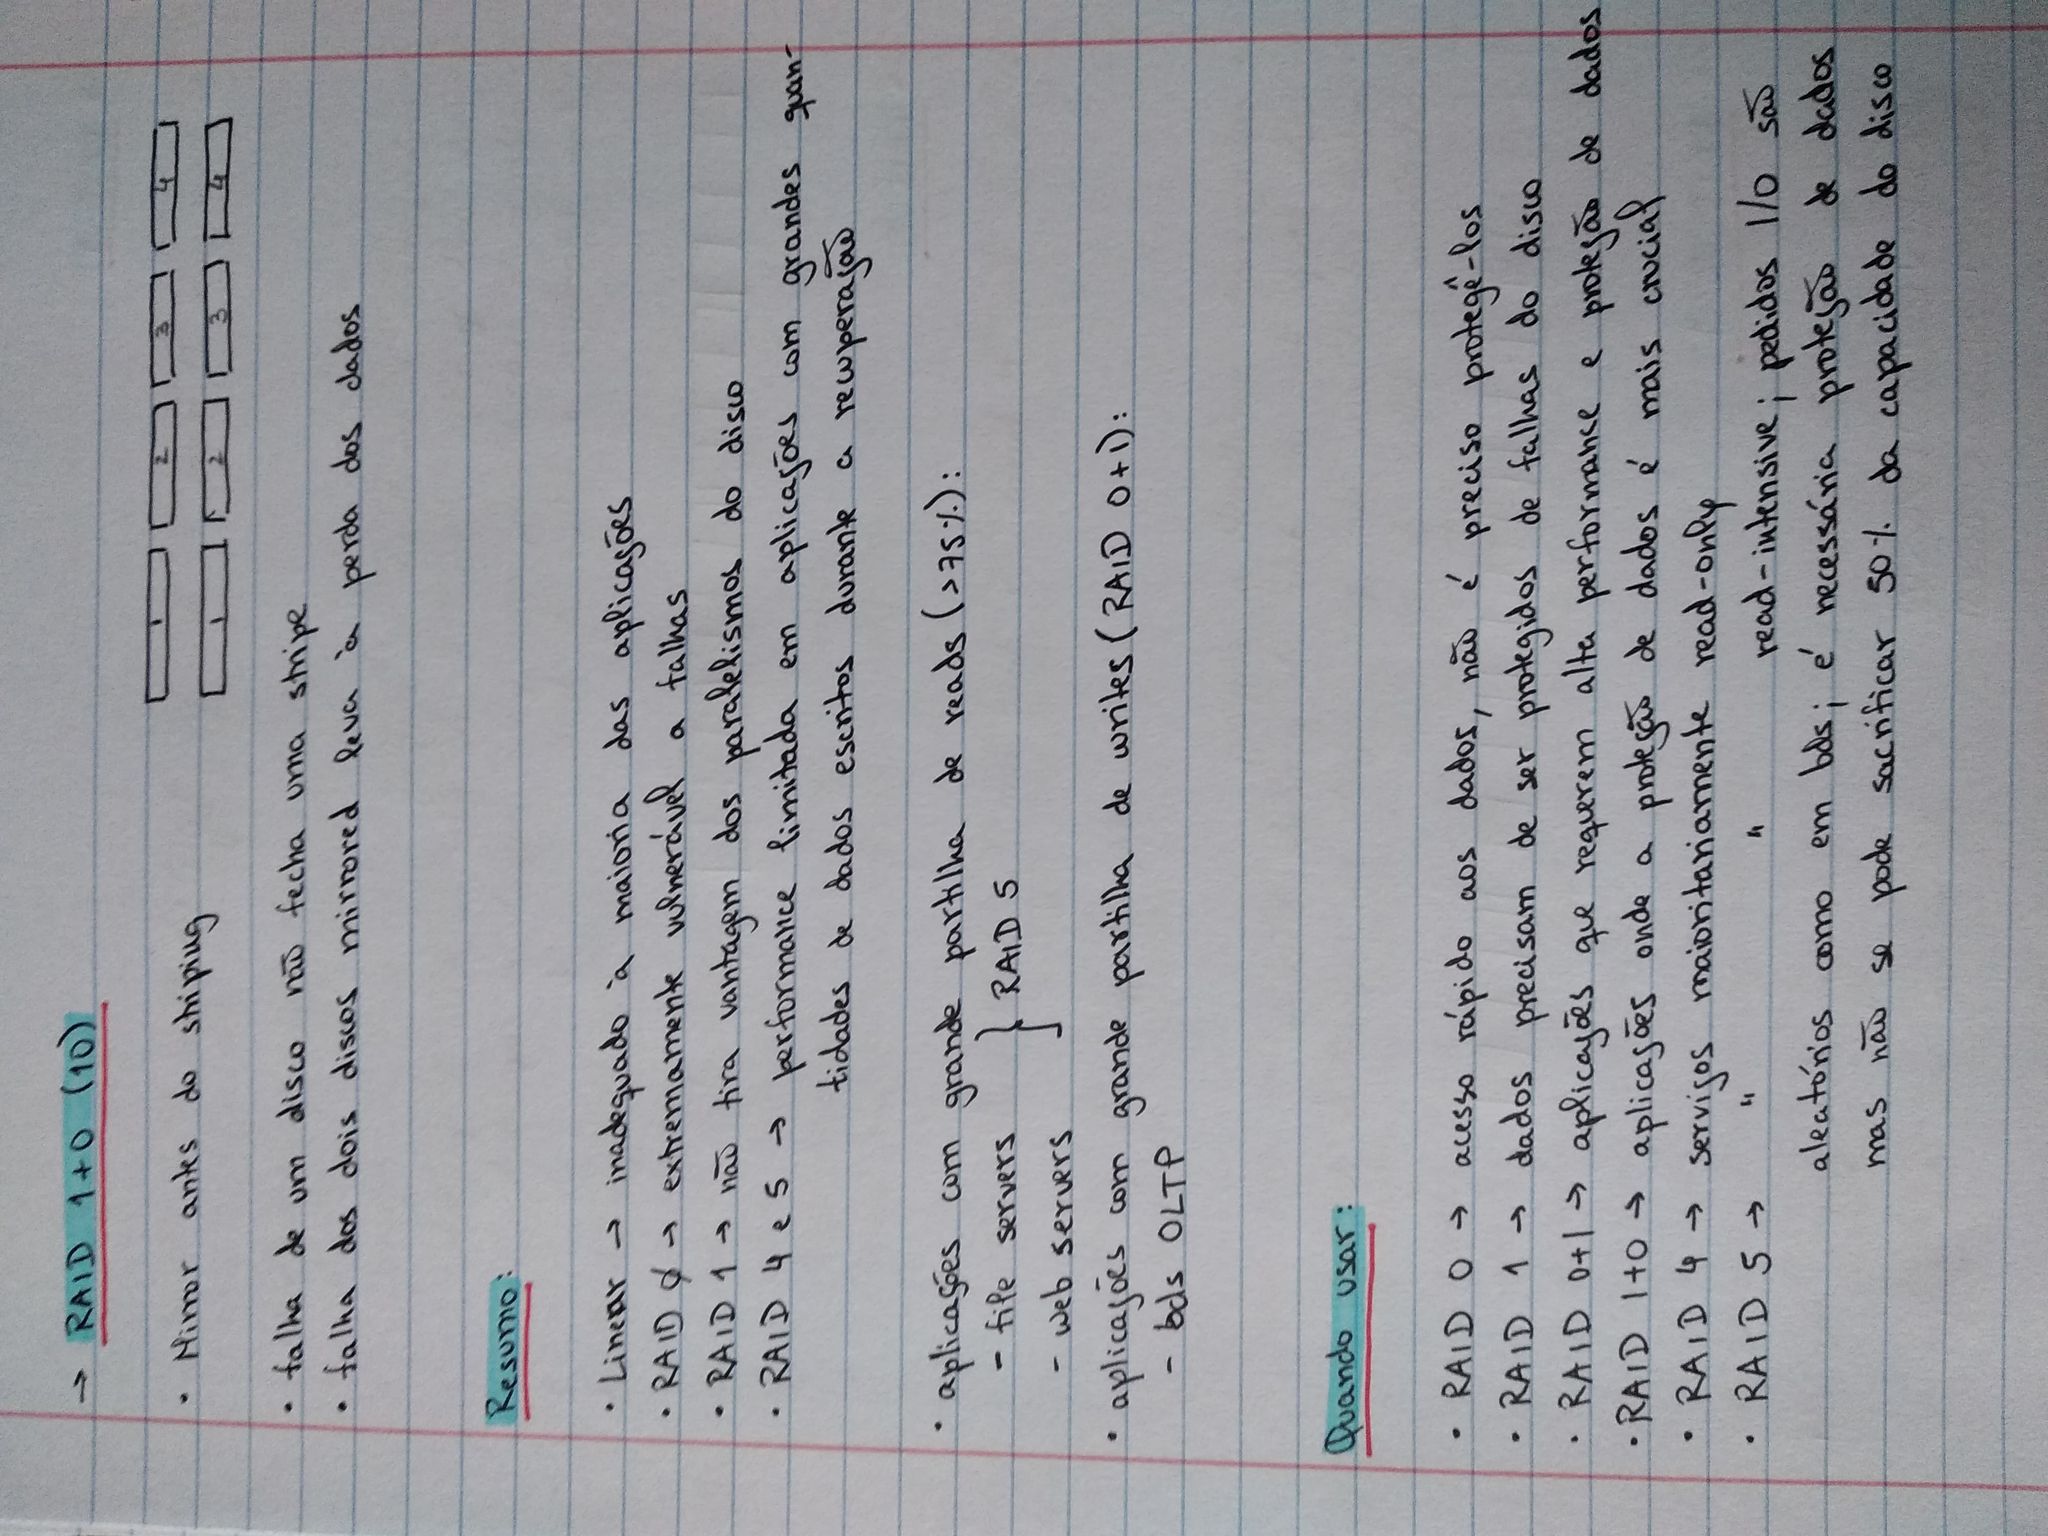 → RAID 1+0 (10)
1 2 3 4
• Mirror antes do striping
1 2 3 4
• falha de um disco não fecha uma stripe
• falha dos dois discos mirrored leva à perda dos dados
Resumo:
• Linear → inadequado à maioria das aplicações
• RAID 0 → extremamente vulnerável a falhas
• RAID 1 → não tira vantagem dos paralelismos do disco
• RAID 4 e 5 → performance limitada em aplicações com grandes quan-
tidades de dados escritos durante a recuperação
• aplicações com grande partilha de reads (>75%):
- file servers } RAID 5
- web servers
• aplicações com grande partilha de writes (RAID 0+1):
- bds OLTP
Quando usar:
• RAID 0 → acesso rápido aos dados, não é preciso protegê-los
• RAID 1 → dados precisam de ser protegidos de falhas do disco
• RAID 0+1 → aplicações que requerem alta performance e proteção de dados
• RAID 1+0 → aplicações onde a proteção de dados é mais crucial
• RAID 4 → serviços maioritariamente read-only
• RAID 5 → " " read-intensive; pedidos I/O são
aleatórios como em bds; é necessária proteção de dados
mas não se pode sacrificar 50% da capacidade do disco